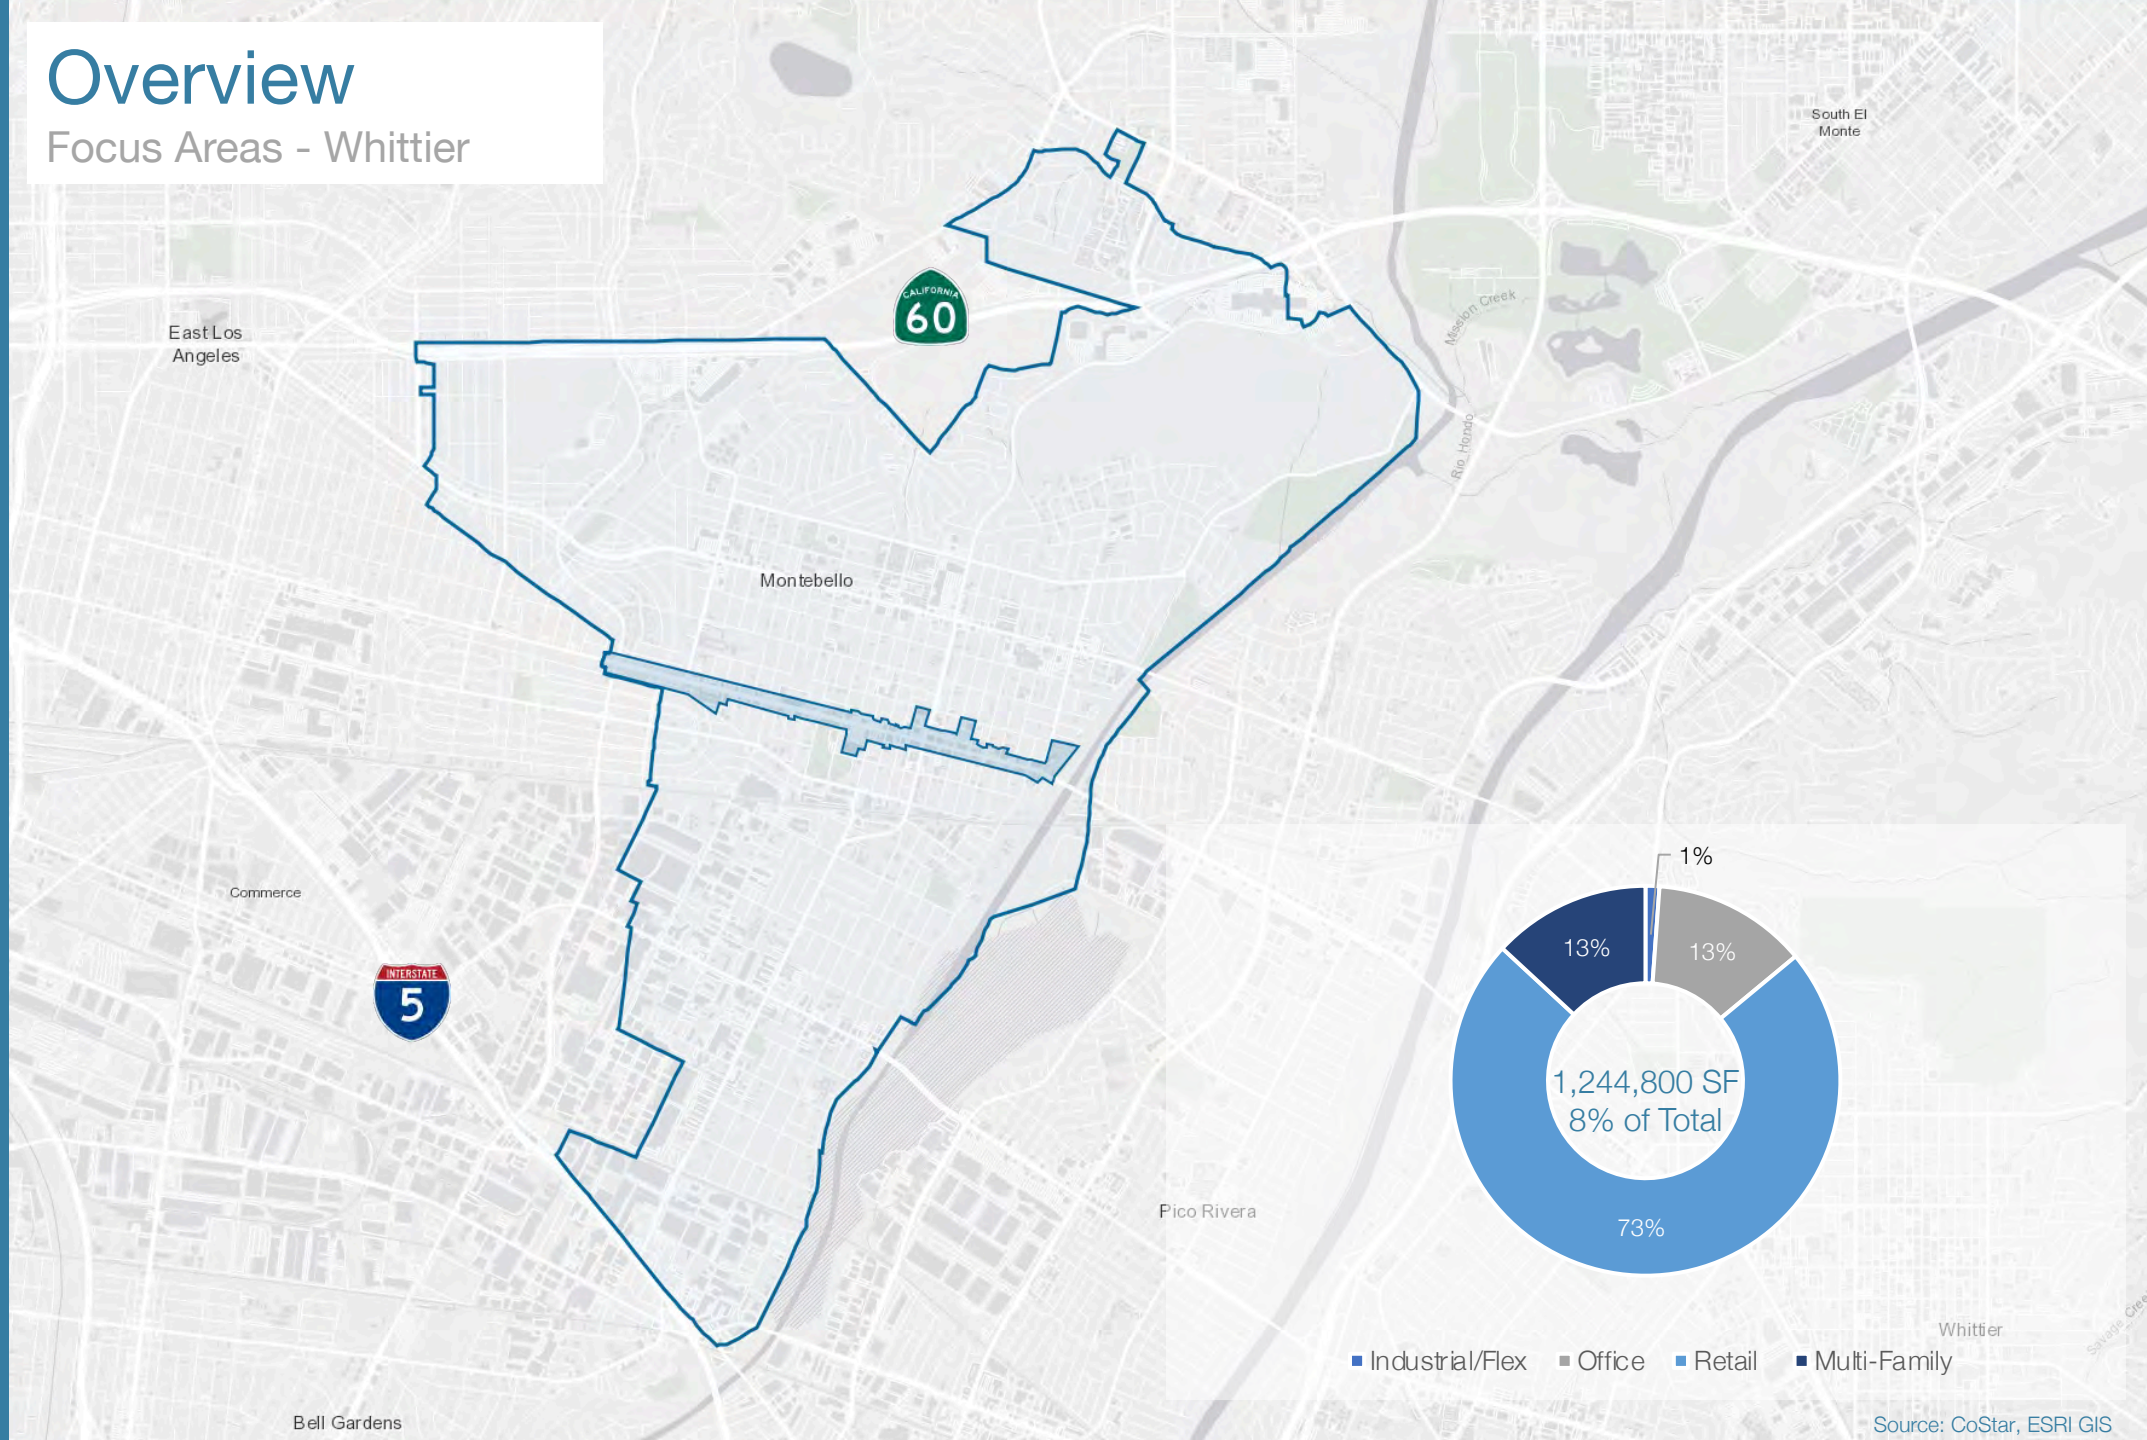 Overview
Focus Areas - Whittier
South El
Monte
CALIFORNIA
60
Mission Creek
East Los
Angeles
Rio Hondo
Montebello
1%
Commerce
13%
13%
INTERSTATE
5
1,244,800 SF
8% of Total
Pico Rivera
73%
Whittier
Industrial/Flex
Office
Retail
Multi-Family
Bell Gardens
Source: CoStar, ESRI GIS